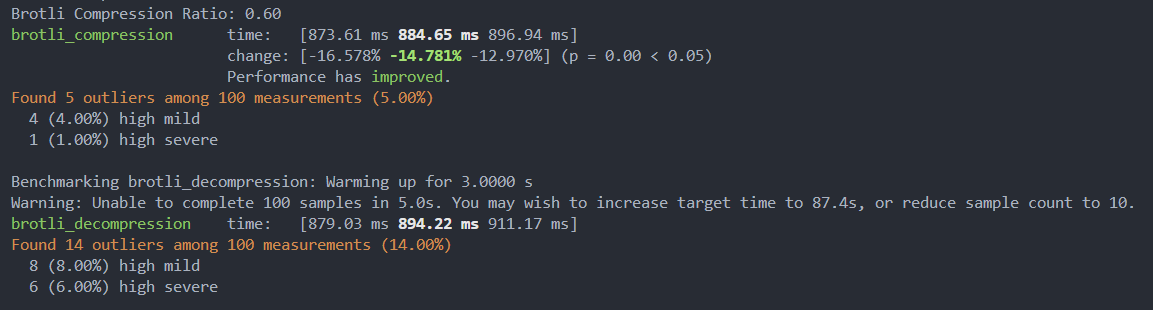 Brotli Compression Ratio: 0.60
brotli_compression      time:   [873.61 ms 884.65 ms 896.94 ms]
                        change: [-16.578% -14.781% -12.970%] (p = 0.00 < 0.05)
                        Performance has improved.
Found 5 outliers among 100 measurements (5.00%)
  4 (4.00%) high mild
  1 (1.00%) high severe

Benchmarking brotli_decompression: Warming up for 3.0000 s
Warning: Unable to complete 100 samples in 5.0s. You may wish to increase target time to 87.4s, or reduce sample count to 10.
brotli_decompression    time:   [879.03 ms 894.22 ms 911.17 ms]
Found 14 outliers among 100 measurements (14.00%)
  8 (8.00%) high mild
  6 (6.00%) high severe